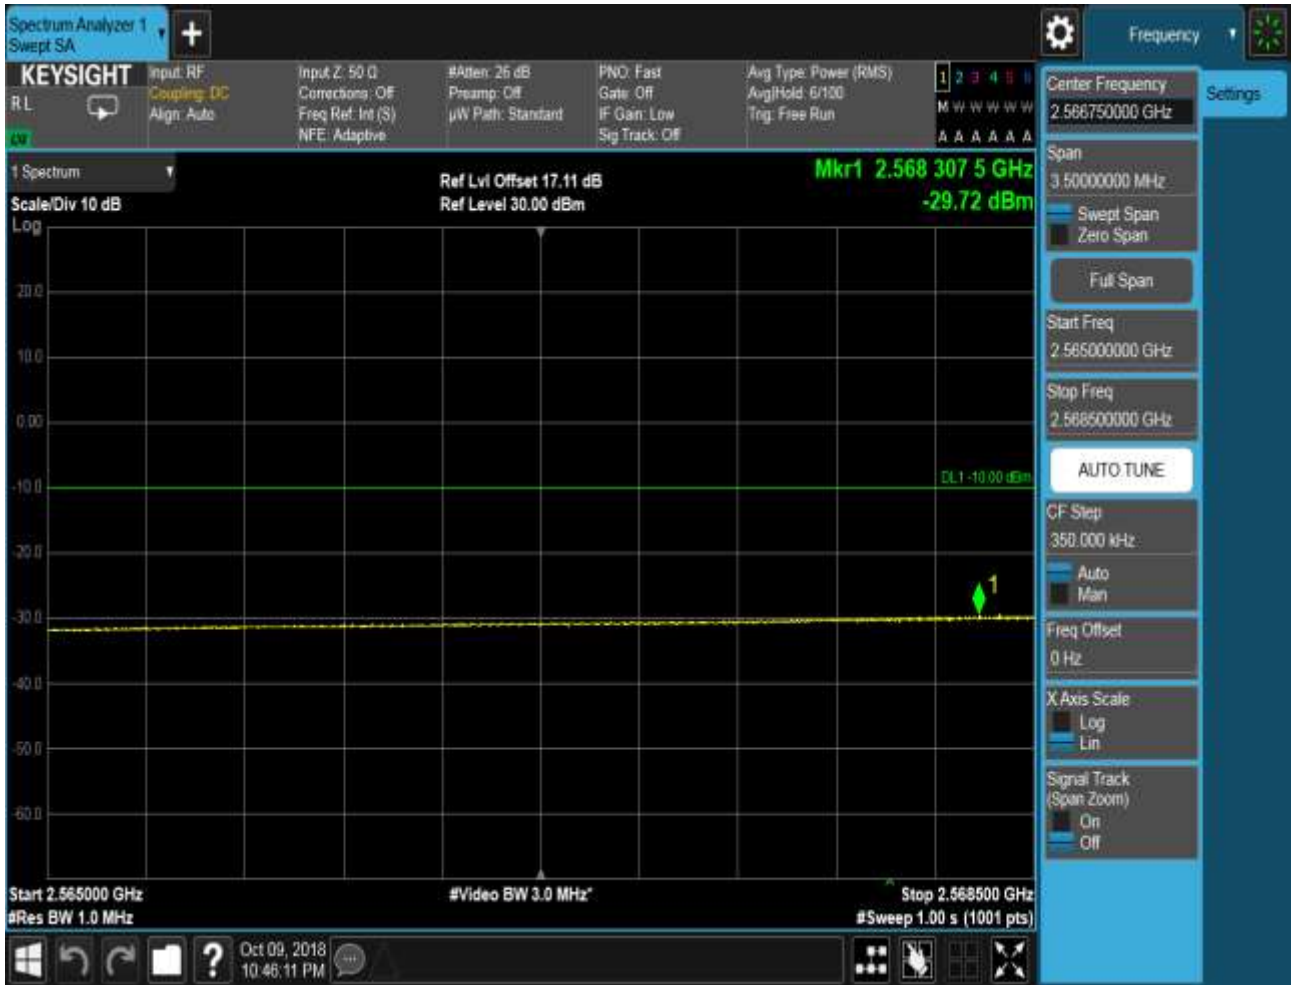 Spectrum Analyzer 1
Swept SA
Frequency
KEYSIGHT
RL
LXI
Input: RF
Coupling: DC
Align: Auto
Input Z: 50 Ω
Corrections: Off
Freq Ref: Int (S)
NFE: Adaptive
#Atten: 26 dB
Preamp: Off
µW Path: Standard
PNO: Fast
Gate: Off
IF Gain: Low
Sig Track: Off
Avg Type: Power (RMS)
Avg|Hold: 6/100
Trig: Free Run
1 2 3 4 5 6
M W W W W W
A A A A A A
1 Spectrum
Scale/Div 10 dB
Log
Ref Lvl Offset 17.11 dB
Ref Level 30.00 dBm
Mkr1 2.568 307 5 GHz
-29.72 dBm
20.0
10.0
0.00
-10.0
-20.0
-30.0
-40.0
-50.0
-60.0
DL1 -10.00 dBm
1
Start 2.565000 GHz
#Res BW 1.0 MHz
#Video BW 3.0 MHz*
Stop 2.568500 GHz
#Sweep 1.00 s (1001 pts)
Center Frequency
2.566750000 GHz
Settings
Span
3.50000000 MHz
Swept Span
Zero Span
Full Span
Start Freq
2.565000000 GHz
Stop Freq
2.568500000 GHz
AUTO TUNE
CF Step
350.000 kHz
Auto
Man
Freq Offset
0 Hz
X Axis Scale
Log
Lin
Signal Track
(Span Zoom)
On
Off
?
Oct 09, 2018
10:46:11 PM